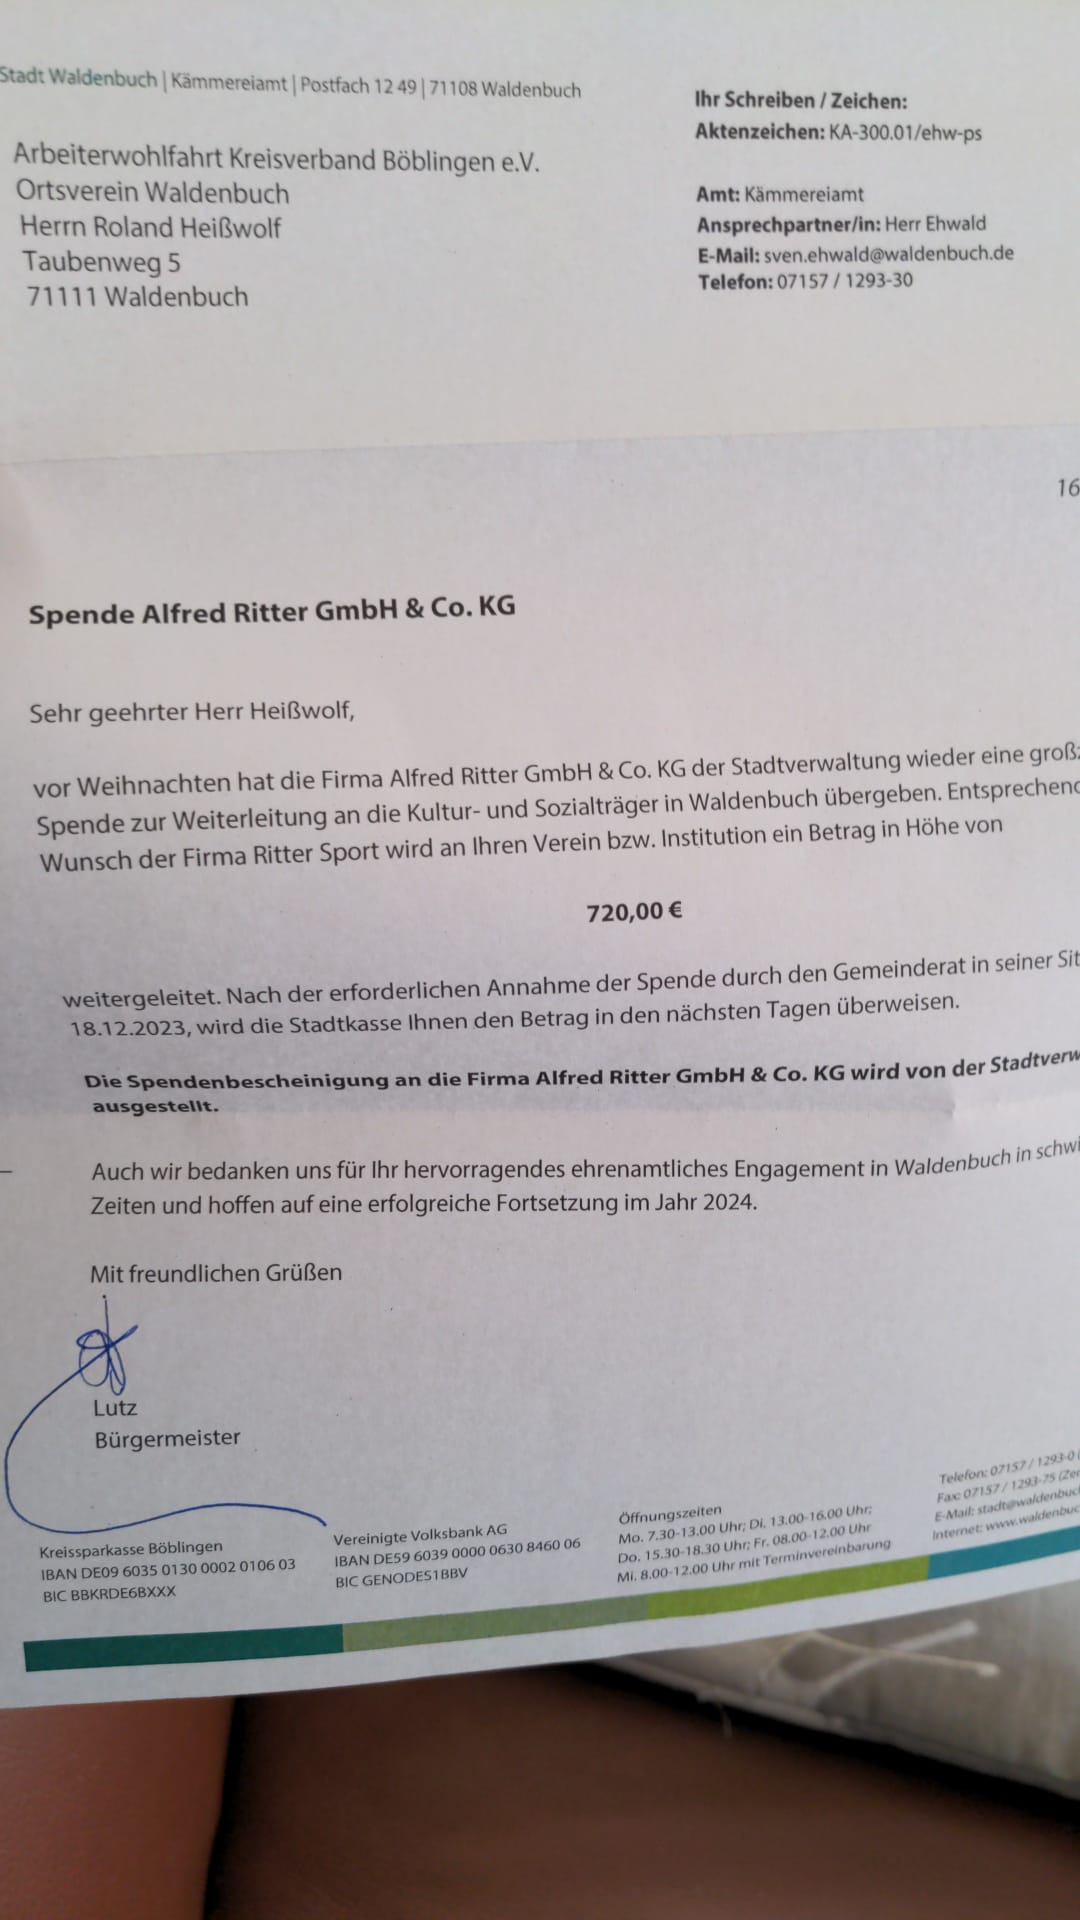 Stadt Waldenbuch | Kämmereiamt | Postfach 12 49 | 71108 Waldenbuch
Arbeiterwohlfahrt Kreisverband Böblingen e.V.
Ortsverein Waldenbuch
Herrn Roland Heißwolf
Taubenweg 5
71111 Waldenbuch
Ihr Schreiben / Zeichen:
Aktenzeichen: KA-300.01/ehw-ps
Amt: Kämmereiamt
Ansprechpartner/in: Herr Ehwald
E-Mail: sven.ehwald@waldenbuch.de
Telefon: 07157 / 1293-30
16
Spende Alfred Ritter GmbH & Co. KG
Sehr geehrter Herr Heißwolf,
vor Weihnachten hat die Firma Alfred Ritter GmbH & Co. KG der Stadtverwaltung wieder eine groß
Spende zur Weiterleitung an die Kultur- und Sozialträger in Waldenbuch übergeben. Entsprechend
Wunsch der Firma Ritter Sport wird an Ihren Verein bzw. Institution ein Betrag in Höhe von
720,00 €
weitergeleitet. Nach der erforderlichen Annahme der Spende durch den Gemeinderat in seiner Sit
18.12.2023, wird die Stadtkasse Ihnen den Betrag in den nächsten Tagen überweisen.
Die Spendenbescheinigung an die Firma Alfred Ritter GmbH & Co. KG wird von der Stadtverw
ausgestellt.
Auch wir bedanken uns für Ihr hervorragendes ehrenamtliches Engagement in Waldenbuch in schwi
Zeiten und hoffen auf eine erfolgreiche Fortsetzung im Jahr 2024.
Mit freundlichen Grüßen
Lutz
Bürgermeister
Kreissparkasse Böblingen
IBAN DE09 6035 0130 0002 0106 03
BIC BBKRDE6BXXX
Vereinigte Volksbank AG
IBAN DE59 6039 0000 0630 8460 06
BIC GENODES1BBV
Öffnungszeiten
Mo. 7.30-13.00 Uhr; Di. 13.00-16.00 Uhr;
Do. 15.30-18.30 Uhr; Fr. 08.00-12.00 Uhr
Mi. 8.00-12.00 Uhr mit Terminvereinbarung
Telefon: 07157 / 1293-0 (
Fax: 07157 / 1293-75 (Zen
E-Mail: stadt@waldenbuc
Internet: www.waldenbuc